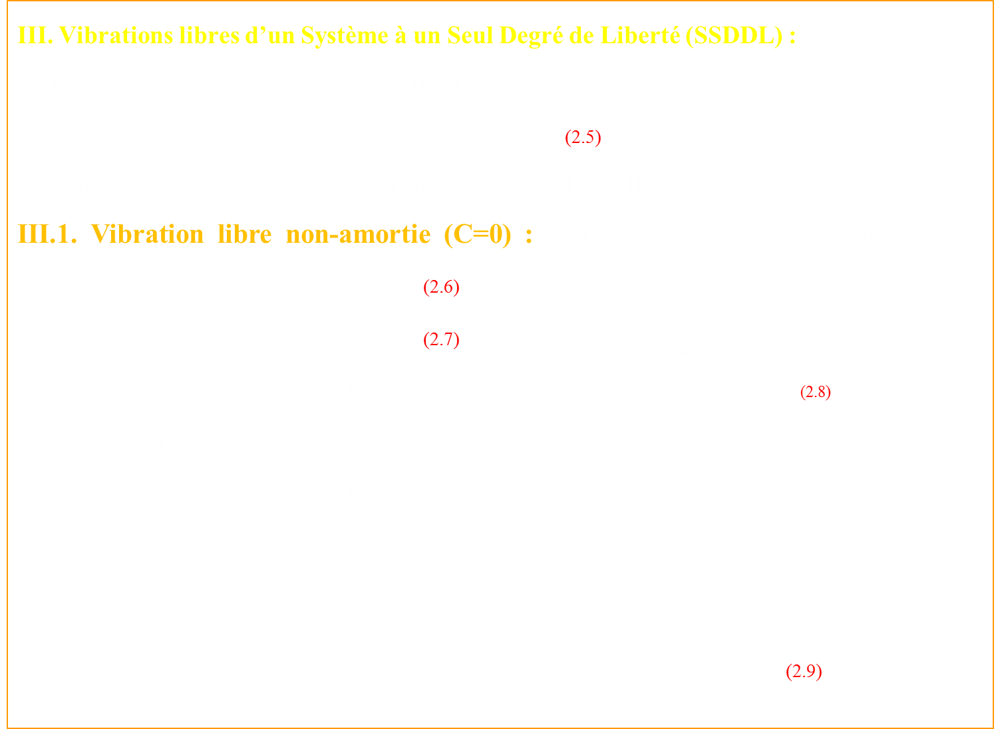 III. Vibrations libres d’un Système à un Seul Degré de Liberté (SSDDL) :
(2.5)
III.1. Vibration libre non-amortie (C=0) :
(2.6)
(2.7)
(2.8)
(2.9)